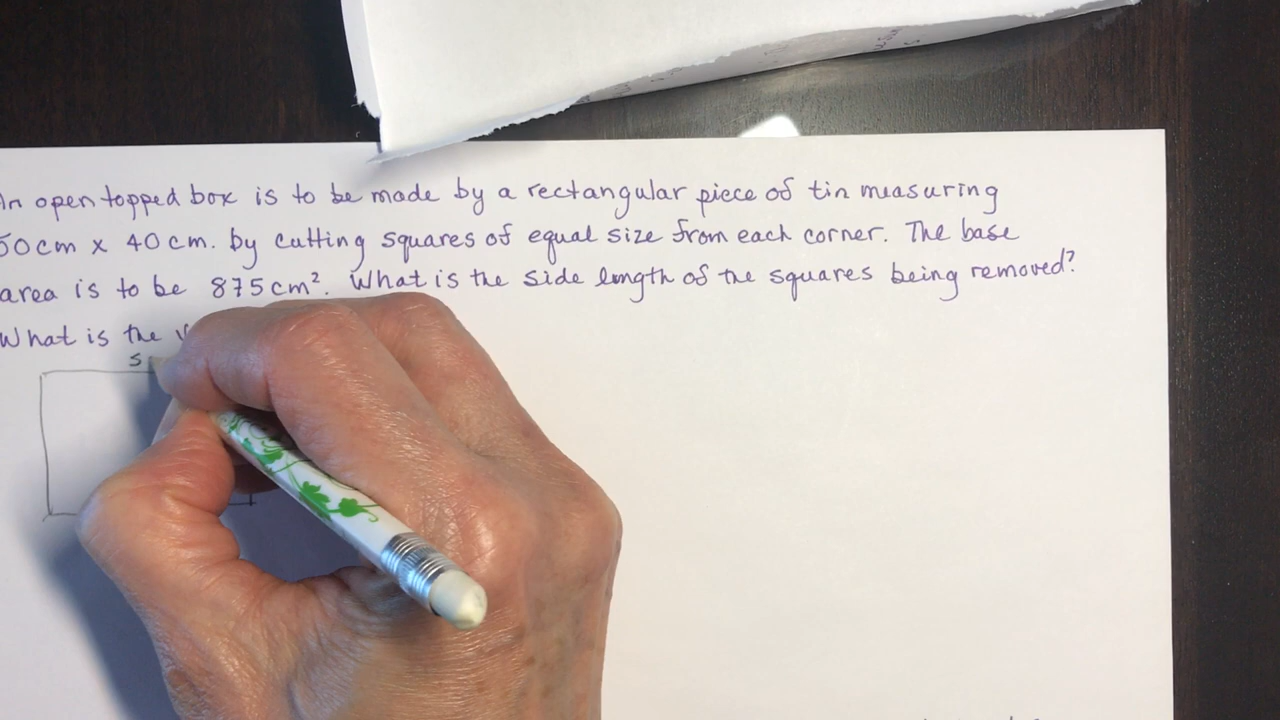 An open topped box is to be made by a rectangular piece of tin measuring
50cm x 40cm. by cutting squares of equal size from each corner. The base
area is to be 875cm². What is the side length of the squares being removed?
What is the
5